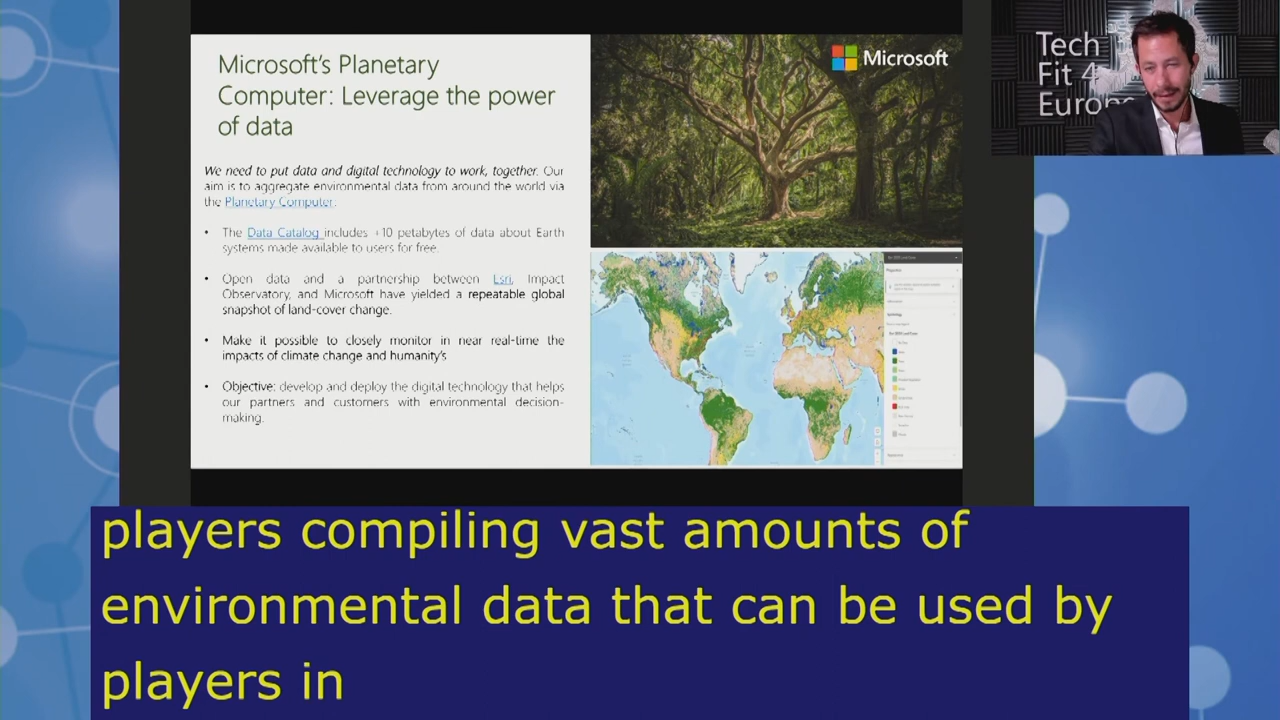 Microsoft's Planetary
Computer: Leverage the power
of data
We need to put data and digital technology to work, together. Our
aim is to aggregate environmental data from around the world via
the Planetary Computer.
• The Data Catalog includes +10 petabytes of data about Earth
systems made available to users for free.
• Open data and a partnership between Esri, Impact
Observatory, and Microsoft have yielded a repeatable global
snapshot of land-cover change.
• Make it possible to closely monitor in near real-time the
impacts of climate change and humanity's
• Objective: develop and deploy the digital technology that helps
our partners and customers with environmental decision-
making.
Microsoft
Tech
Fit 4
Europe
players compiling vast amounts of
environmental data that can be used by
players in